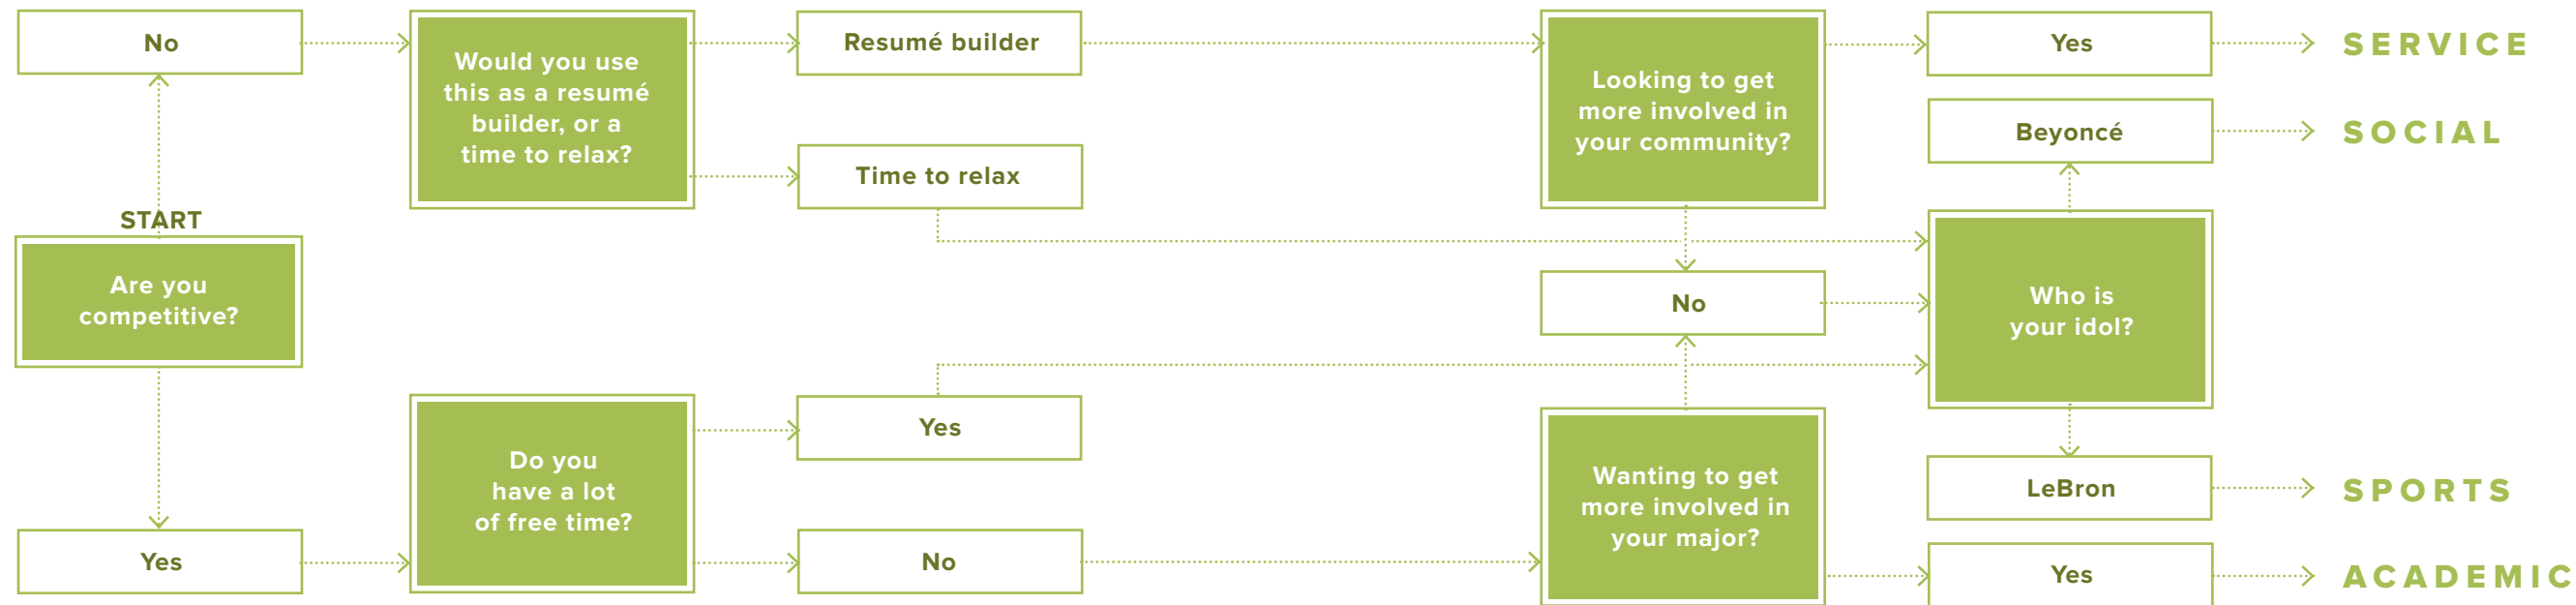 No
Would you use
this as a resumé
builder, or a
time to relax?
Resumé builder
Looking to get
more involved in
your community?
Yes
SERVICE
Beyoncé
SOCIAL
Time to relax
START
Are you
competitive?
No
Who is
your idol?
Yes
Do you
have a lot
of free time?
Yes
No
Wanting to get
more involved in
your major?
LeBron
SPORTS
Yes
ACADEMIC